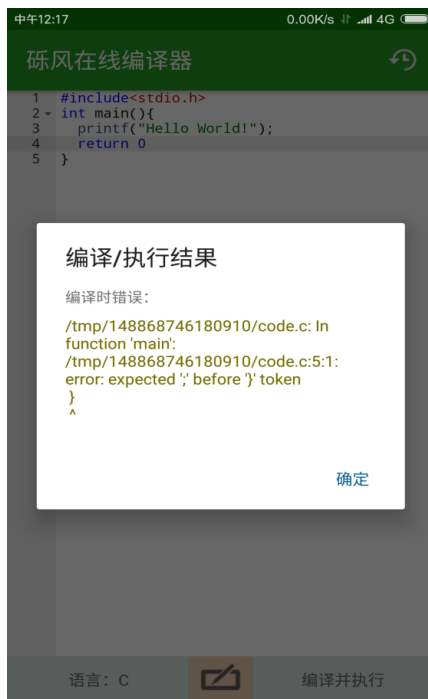 中午12:17 0.00K/s 4G
砾风在线编译器
1 #include<stdio.h>
2 int main(){
3 printf("Hello World!");
4 return 0
5 }
编译/执行结果
编译时错误：
/tmp/148868746180910/code.c: In
function 'main':
/tmp/148868746180910/code.c:5:1:
error: expected ';' before '}' token
}
^
确定
语言：C 编译并执行